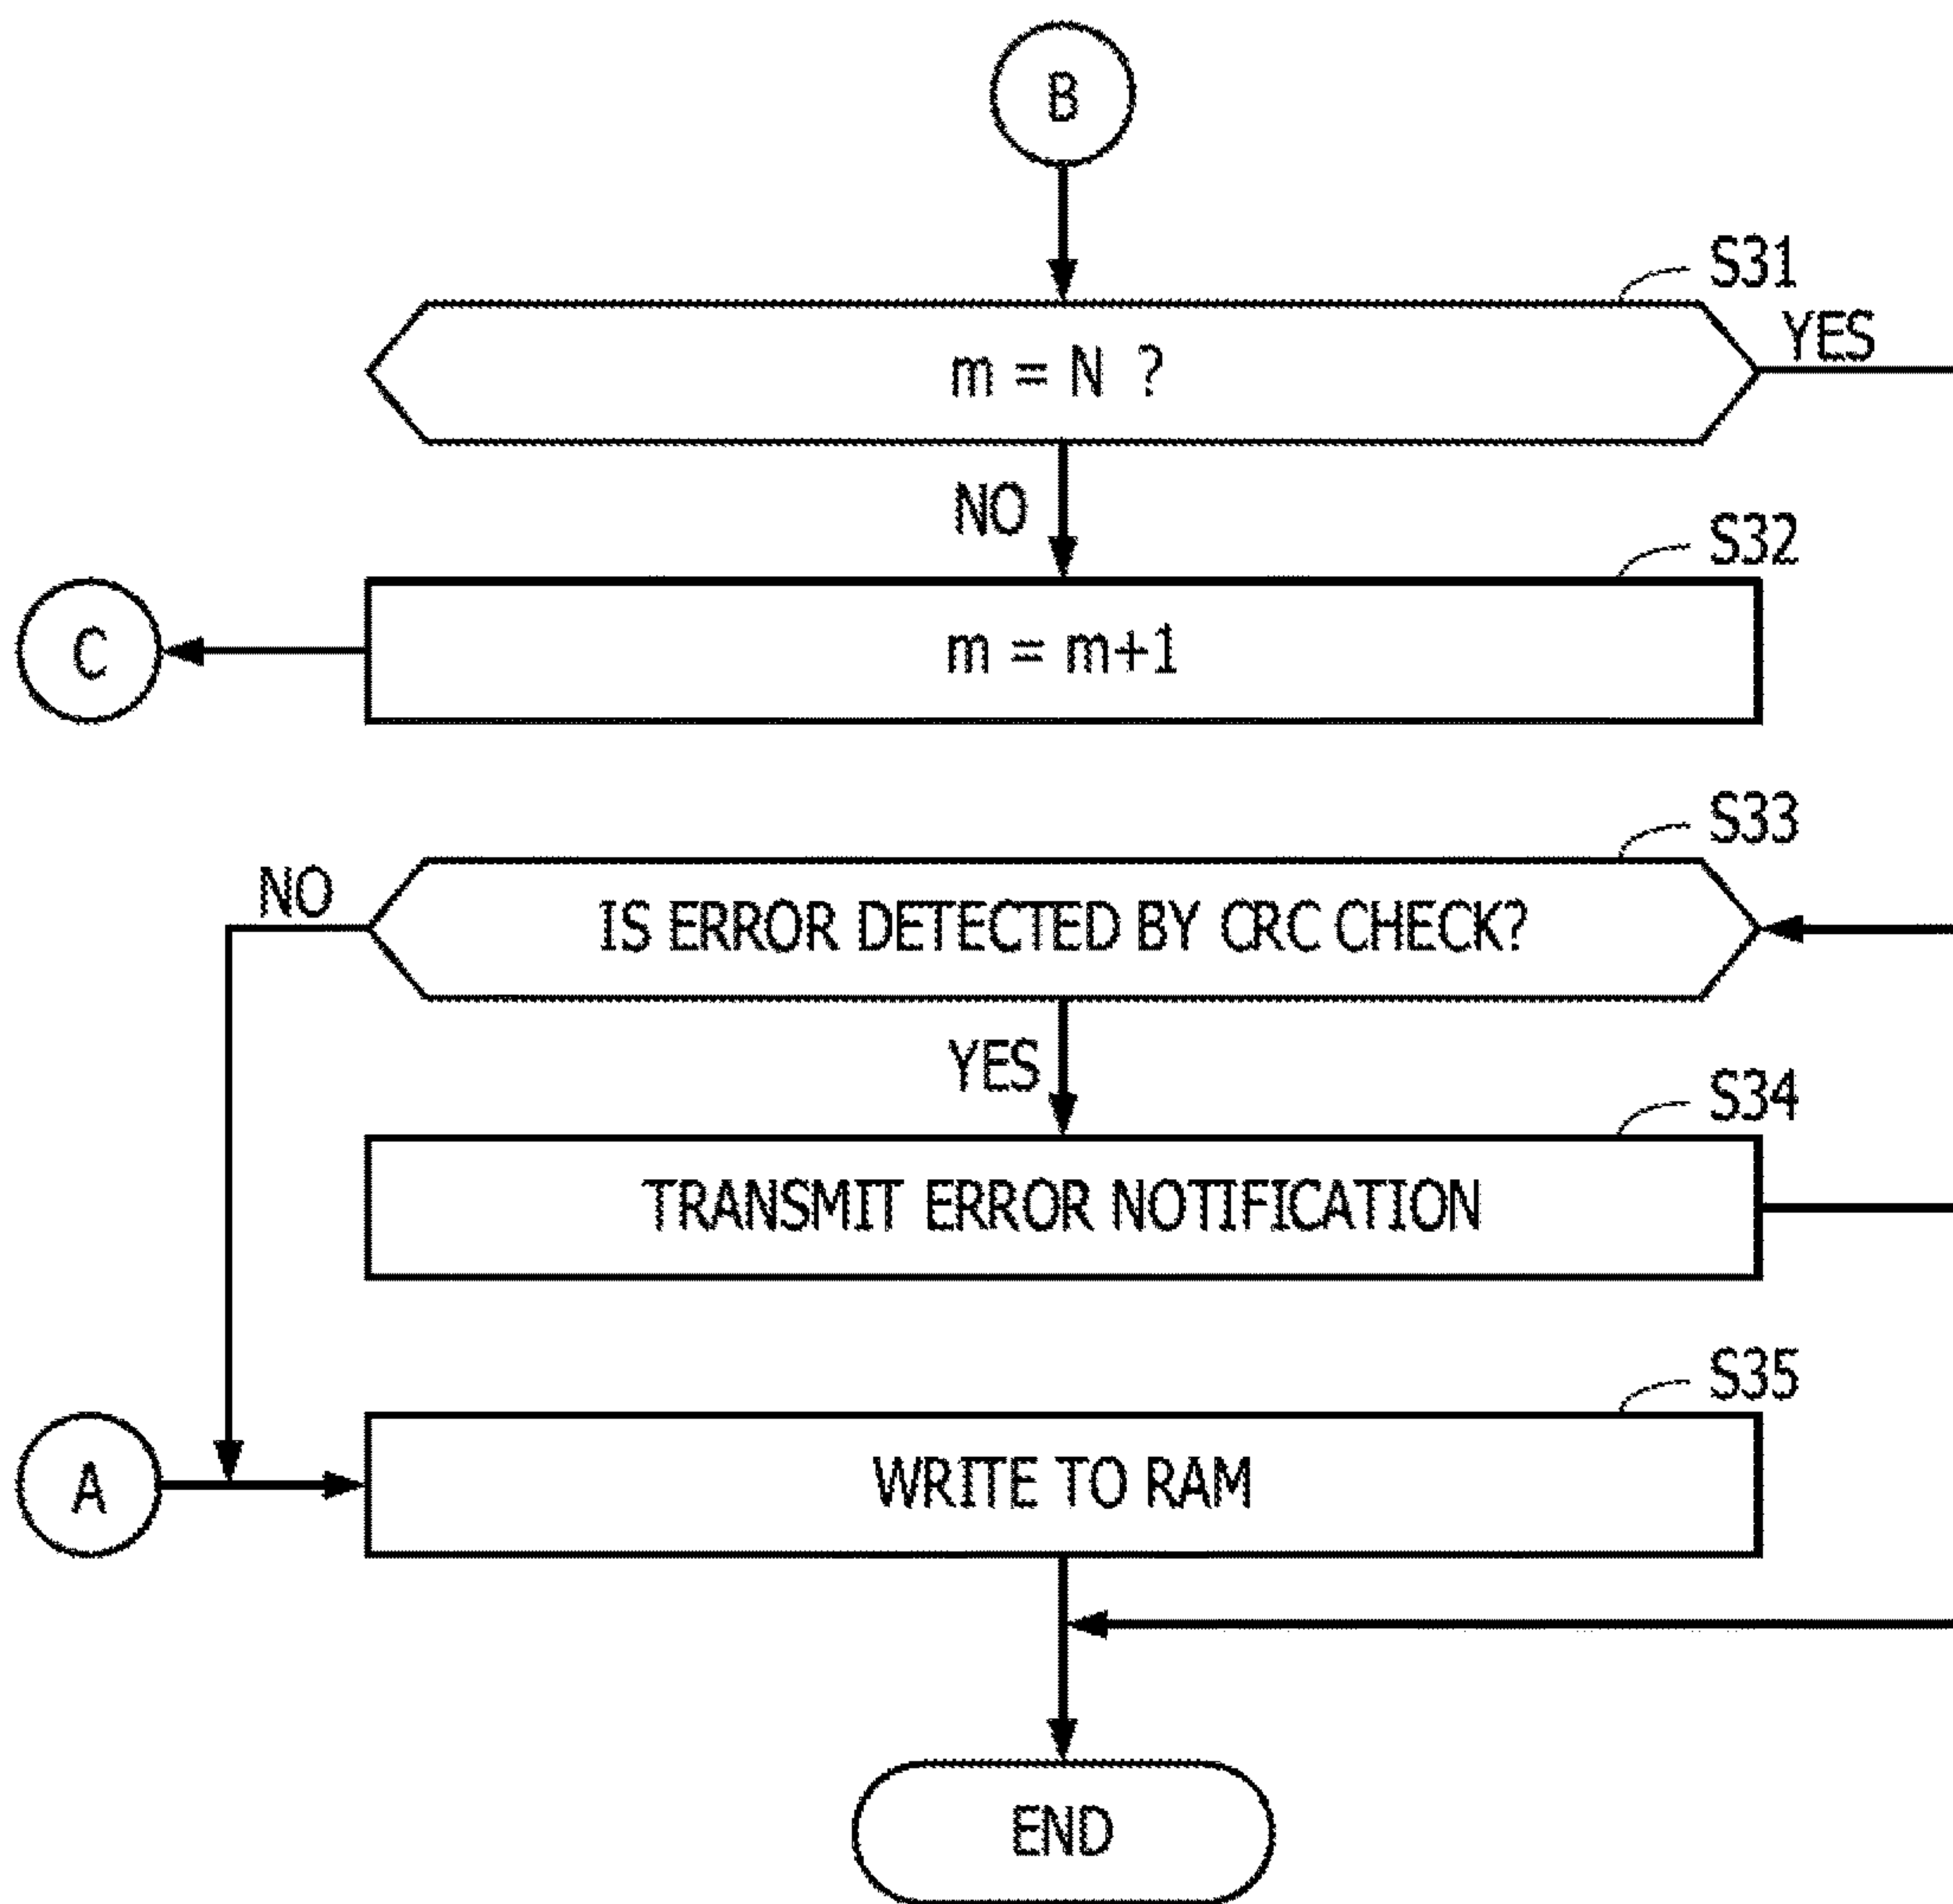 B
S31
m = N ?
YES
NO
S32
C
m = m+1
S33
NO
IS ERROR DETECTED BY CRC CHECK?
YES
S34
TRANSMIT ERROR NOTIFICATION
S35
A
WRITE TO RAM
END